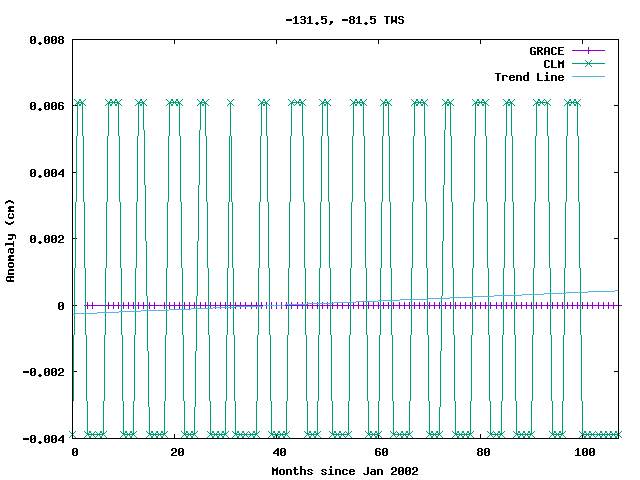 -131.5, -81.5 TWS
0.008
0.006
0.004
0.002
0
-0.002
-0.004
Anomaly (cm)
GRACE
CLM
Trend Line
0 20 40 60 80 100
Months since Jan 2002